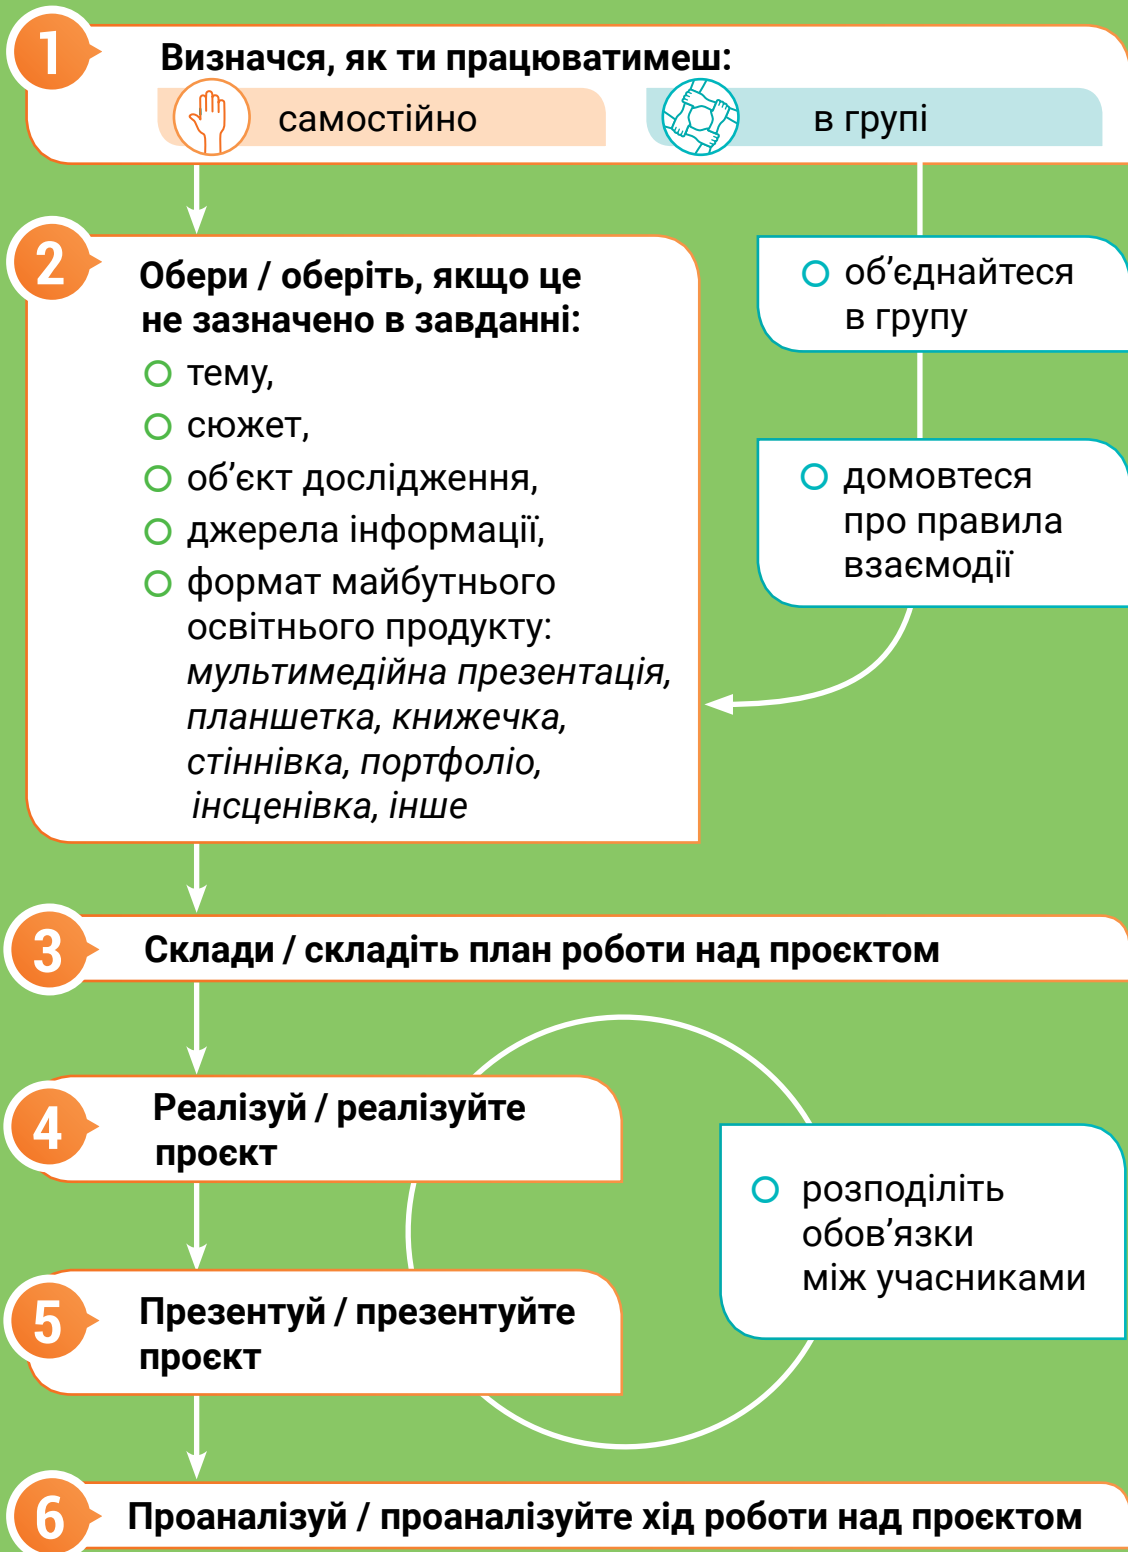 1
Визначся, як ти працюватимеш:
самостійно
в групі
2
Обери / оберіть, якщо це
не зазначено в завданні:
тему,
сюжет,
об’єкт дослідження,
джерела інформації,
формат майбутнього
освітнього продукту:
мультимедійна презентація,
планшетка, книжечка,
стіннівка, портфоліо,
інсценівка, інше
об’єднайтеся
в групу
домовтеся
про правила
взаємодії
3
Склади / складіть план роботи над проєктом
4
Реалізуй / реалізуйте
проєкт
розподіліть
обов’язки
між учасниками
5
Презентуй / презентуйте
проєкт
6
Проаналізуй / проаналізуйте хід роботи над проєктом